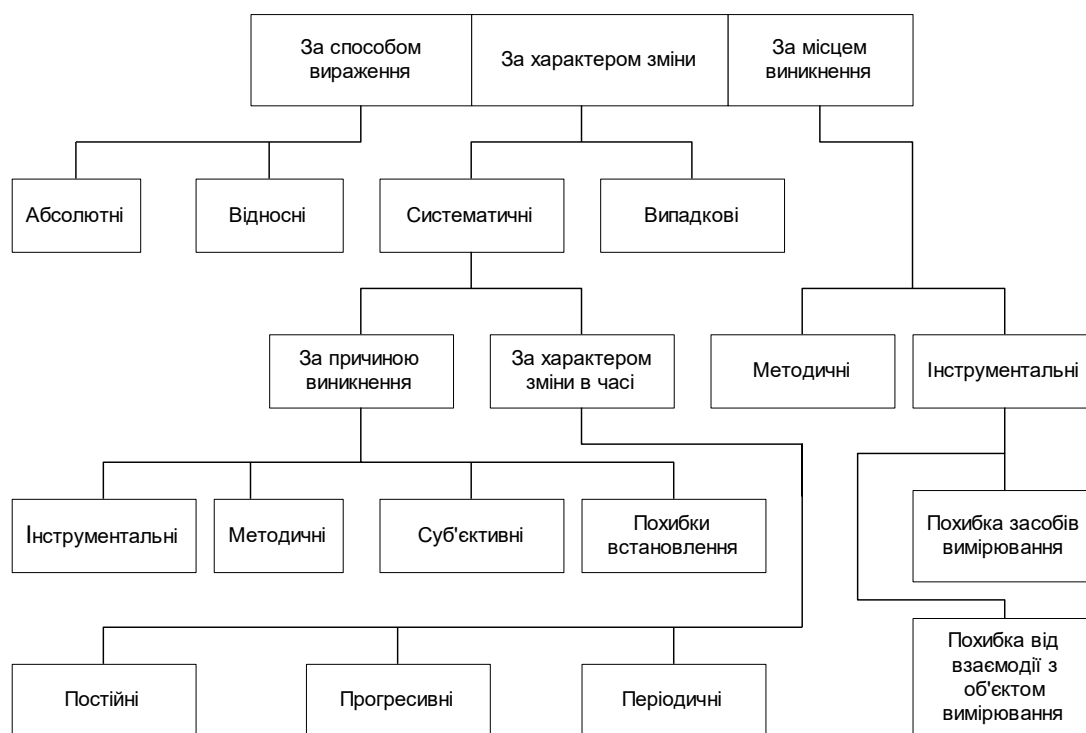 За способом
вираження
За характером зміни
За місцем
виникнення
Абсолютні
Відносні
Систематичні
Випадкові
За причиною
виникнення
За характером
зміни в часі
Методичні
Інструментальні
Інструментальні
Методичні
Суб'єктивні
Похибки
встановлення
Похибка засобів
вимірювання
Постійні
Прогресивні
Періодичні
Похибка від
взаємодії з
об'єктом
вимірювання